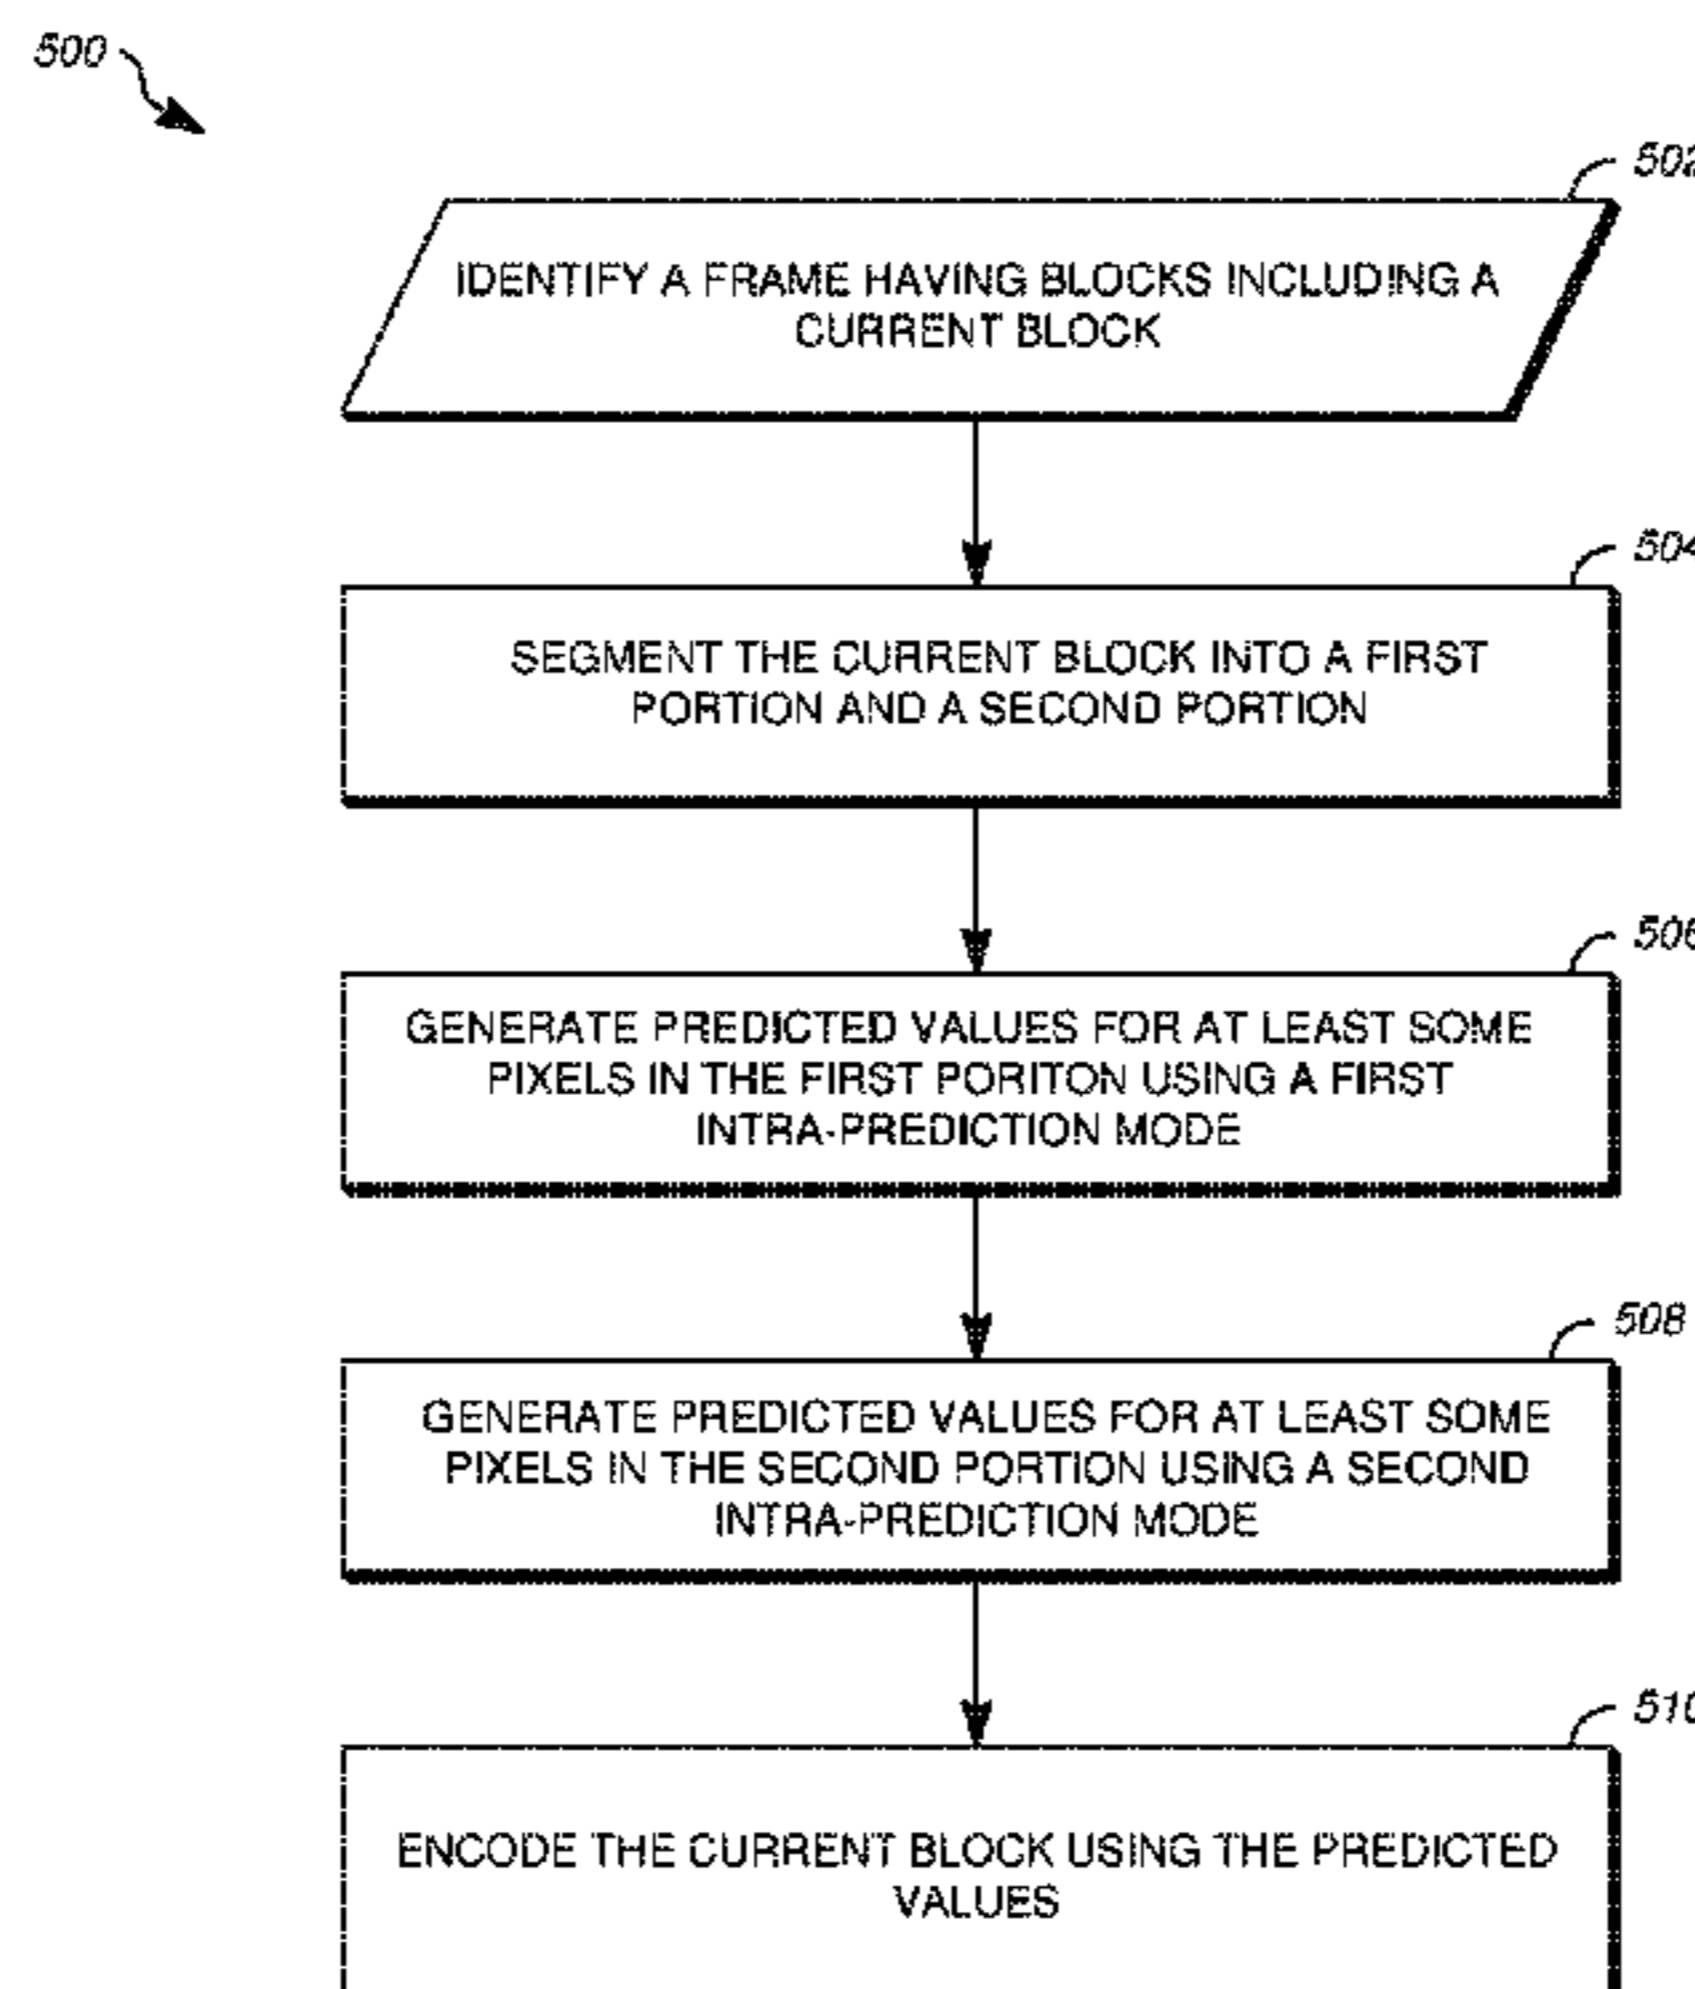 500
502
IDENTIFY A FRAME HAVING BLOCKS INCLUDING A
CURRENT BLOCK
504
SEGMENT THE CURRENT BLOCK INTO A FIRST
PORTION AND A SECOND PORTION
506
GENERATE PREDICTED VALUES FOR AT LEAST SOME
PIXELS IN THE FIRST PORITON USING A FIRST
INTRA-PREDICTION MODE
508
GENERATE PREDICTED VALUES FOR AT LEAST SOME
PIXELS IN THE SECOND PORTION USING A SECOND
INTRA-PREDICTION MODE
510
ENCODE THE CURRENT BLOCK USING THE PREDICTED
VALUES